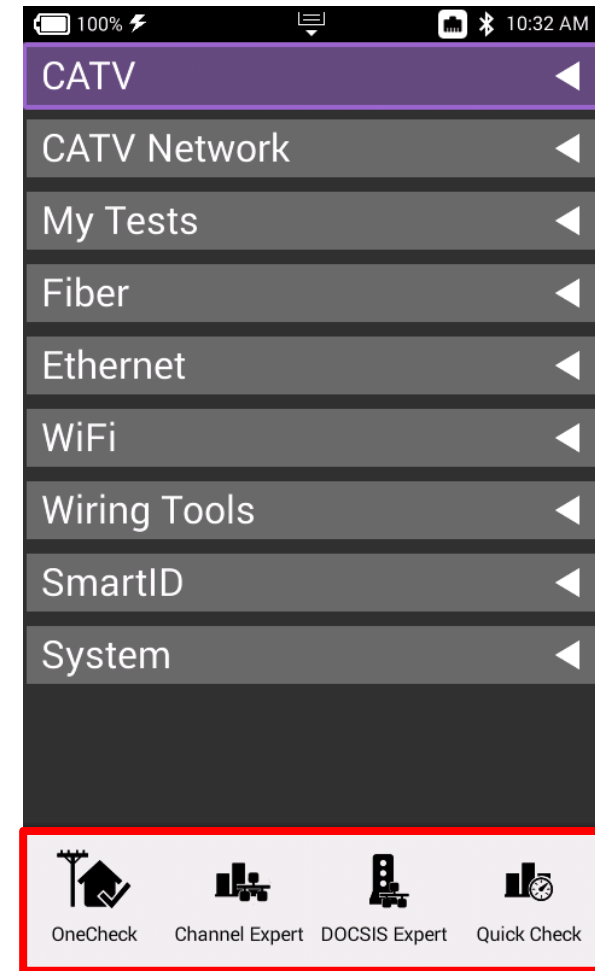 100% 10:32 AM
CATV
CATV Network
My Tests
Fiber
Ethernet
WiFi
Wiring Tools
SmartID
System
OneCheck Channel Expert DOCSIS Expert Quick Check